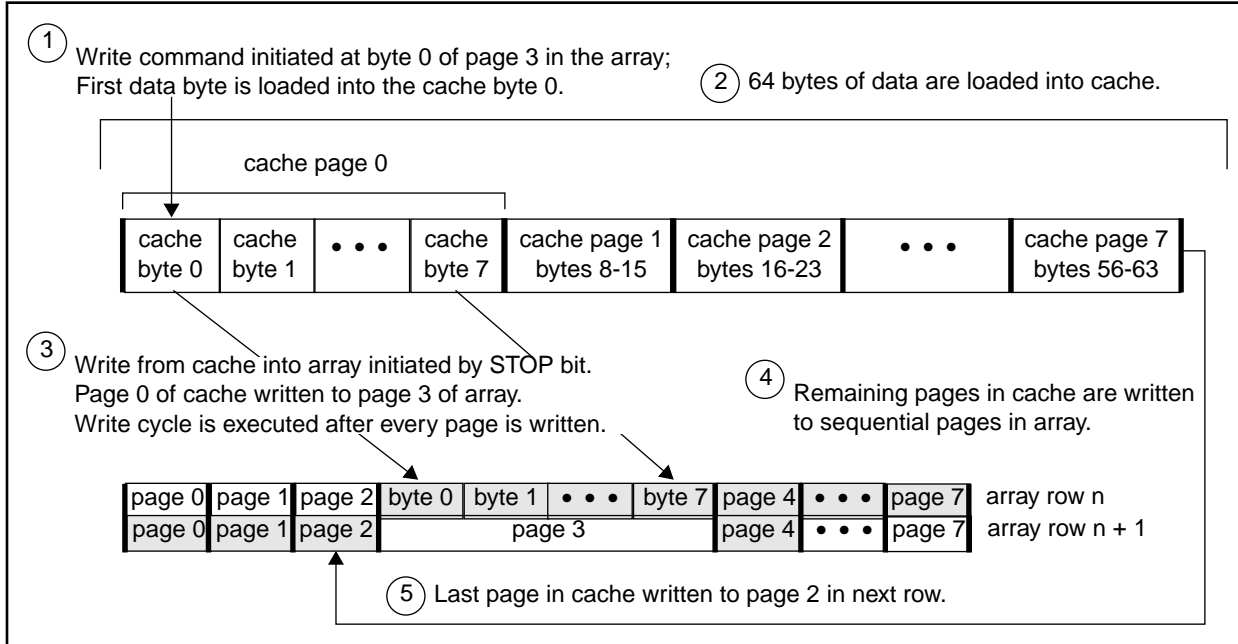 1 Write command initiated at byte 0 of page 3 in the array;
First data byte is loaded into the cache byte 0.
2 64 bytes of data are loaded into cache.
cache page 0
cache byte 0 cache byte 1 • • • cache byte 7 cache page 1 bytes 8-15 cache page 2 bytes 16-23 • • • cache page 7 bytes 56-63
3 Write from cache into array initiated by STOP bit.
Page 0 of cache written to page 3 of array.
Write cycle is executed after every page is written.
4 Remaining pages in cache are written
to sequential pages in array.
page 0 page 1 page 2 byte 0 byte 1 • • • byte 7 page 4 • • • page 7 array row n
page 0 page 1 page 2 page 3 page 4 • • • page 7 array row n + 1
5 Last page in cache written to page 2 in next row.